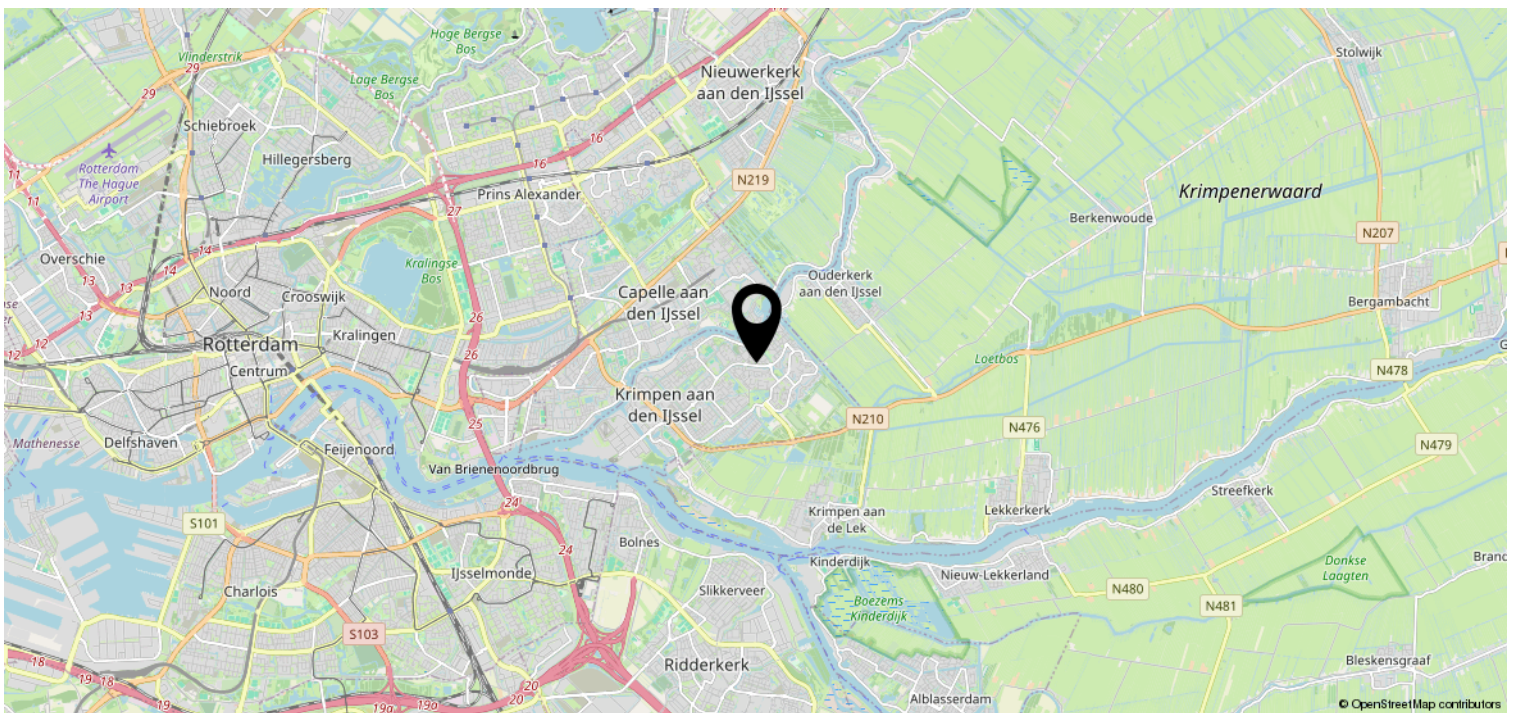 Hoge Bergse
Bos
Vlinderstrik
29
Stolwijk
Nieuwerkerk
aan den IJssel
Lage Bergse
Bos
29
Schiebroek
16
Hillegersberg
16
Rotterdam
The Hague
Airport
11
N219
Prins Alexander
Krimpenerwaard
11
27
Berkenwoude
N207
14
Overschie
Kralingse
Bos
14
13
13
Ouderkerk
aan den IJssel
Noord
Crooswijk
Capelle aan
den IJssel
Bergambacht
26
Kralingen
Rotterdam
12
12
26
Loetbos
Centrum
N478
Krimpen aan
den IJssel
N210
25
N476
Mathenesse
Delfshaven
Feijenoord
N479
Van Brienenoordbrug
Streefkerk
24
Lekkerkerk
Krimpen aan
de Lek
S101
Bolnes
24
Kinderdijk
Donkse
Laagten
IJsselmonde
Nieuw-Lekkerland
Charlois
Slikkerveer
N480
Boezems
Kinderdijk
N481
S103
18
Ridderkerk
Bleskensgraaf
19
18
20
20
19a
19a
Alblasserdam
© OpenStreetMap contributors